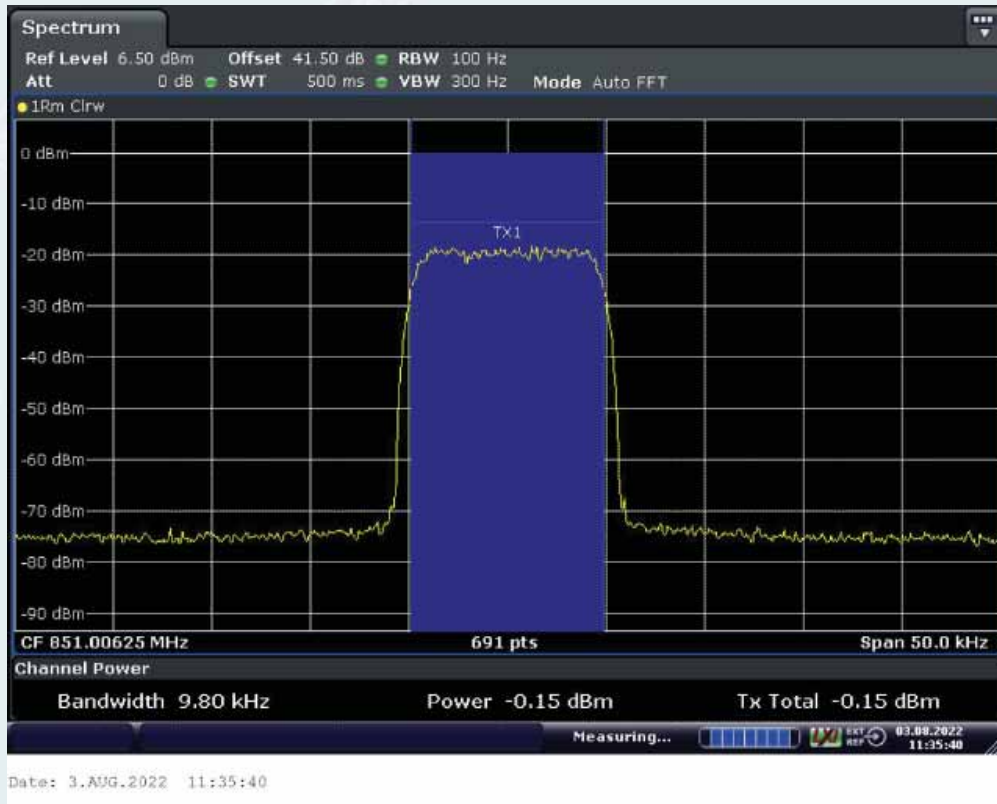 Spectrum
Ref Level 6.50 dBm Offset 41.50 dB RBW 100 Hz
Att 0 dB SWT 500 ms VBW 300 Hz Mode Auto FFT
1Rm Clrw
0 dBm
-10 dBm
TX1
-20 dBm
-30 dBm
-40 dBm
-50 dBm
-60 dBm
-70 dBm
-80 dBm
-90 dBm
CF 851.00625 MHz 691 pts Span 50.0 kHz
Channel Power
Bandwidth 9.80 kHz Power -0.15 dBm Tx Total -0.15 dBm
Measuring... LXI EXT REF 03.08.2022
11:35:40
Date: 3.AUG.2022 11:35:40